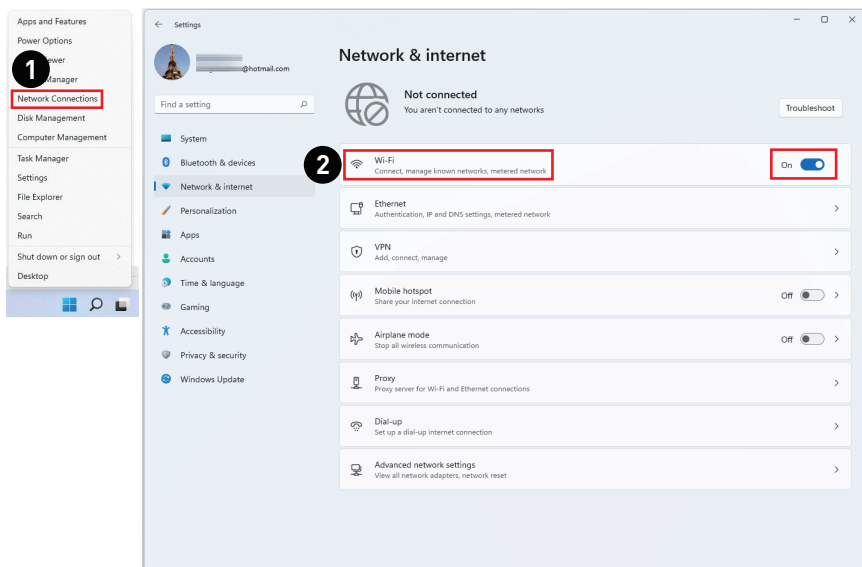 Apps and Features
Power Options
ewer
1
Manager
Network Connections
Disk Management
Computer Management
Task Manager
Settings
File Explorer
Search
Run
Shut down or sign out
Desktop
Settings
@hotmail.com
Find a setting
System
Bluetooth & devices
Network & internet
Personalization
Apps
Accounts
Time & language
Gaming
Accessibility
Privacy & security
Windows Update
Network & internet
Not connected
You aren't connected to any networks
Troubleshoot
2
Wi-Fi
Connect, manage known networks, metered network
On
Ethernet
Authentication, IP and DNS settings, metered network
VPN
Add, connect, manage
Mobile hotspot
Share your internet connection
Off
Airplane mode
Stop all wireless communication
Off
Proxy
Proxy server for Wi-Fi and Ethernet connections
Dial-up
Set up a dial-up internet connection
Advanced network settings
View all network adapters, network reset